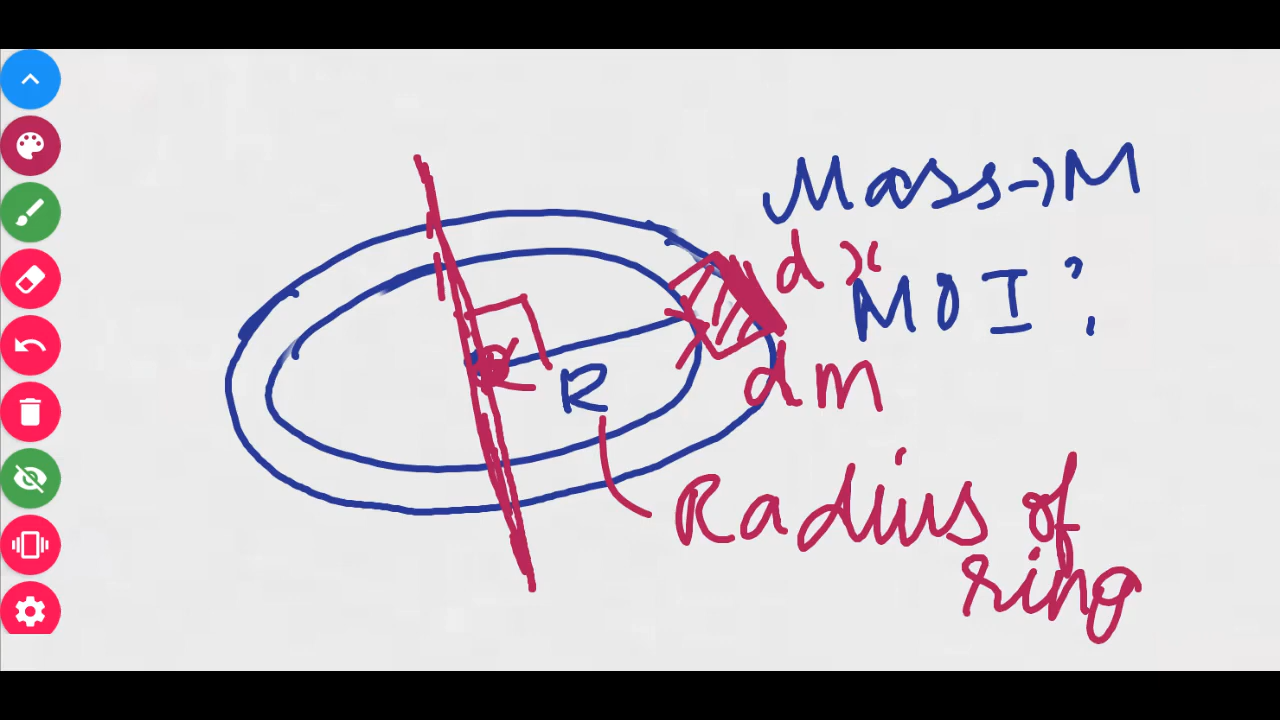 Mass→M
dx
MOI?
R
dm
Radius of
ring